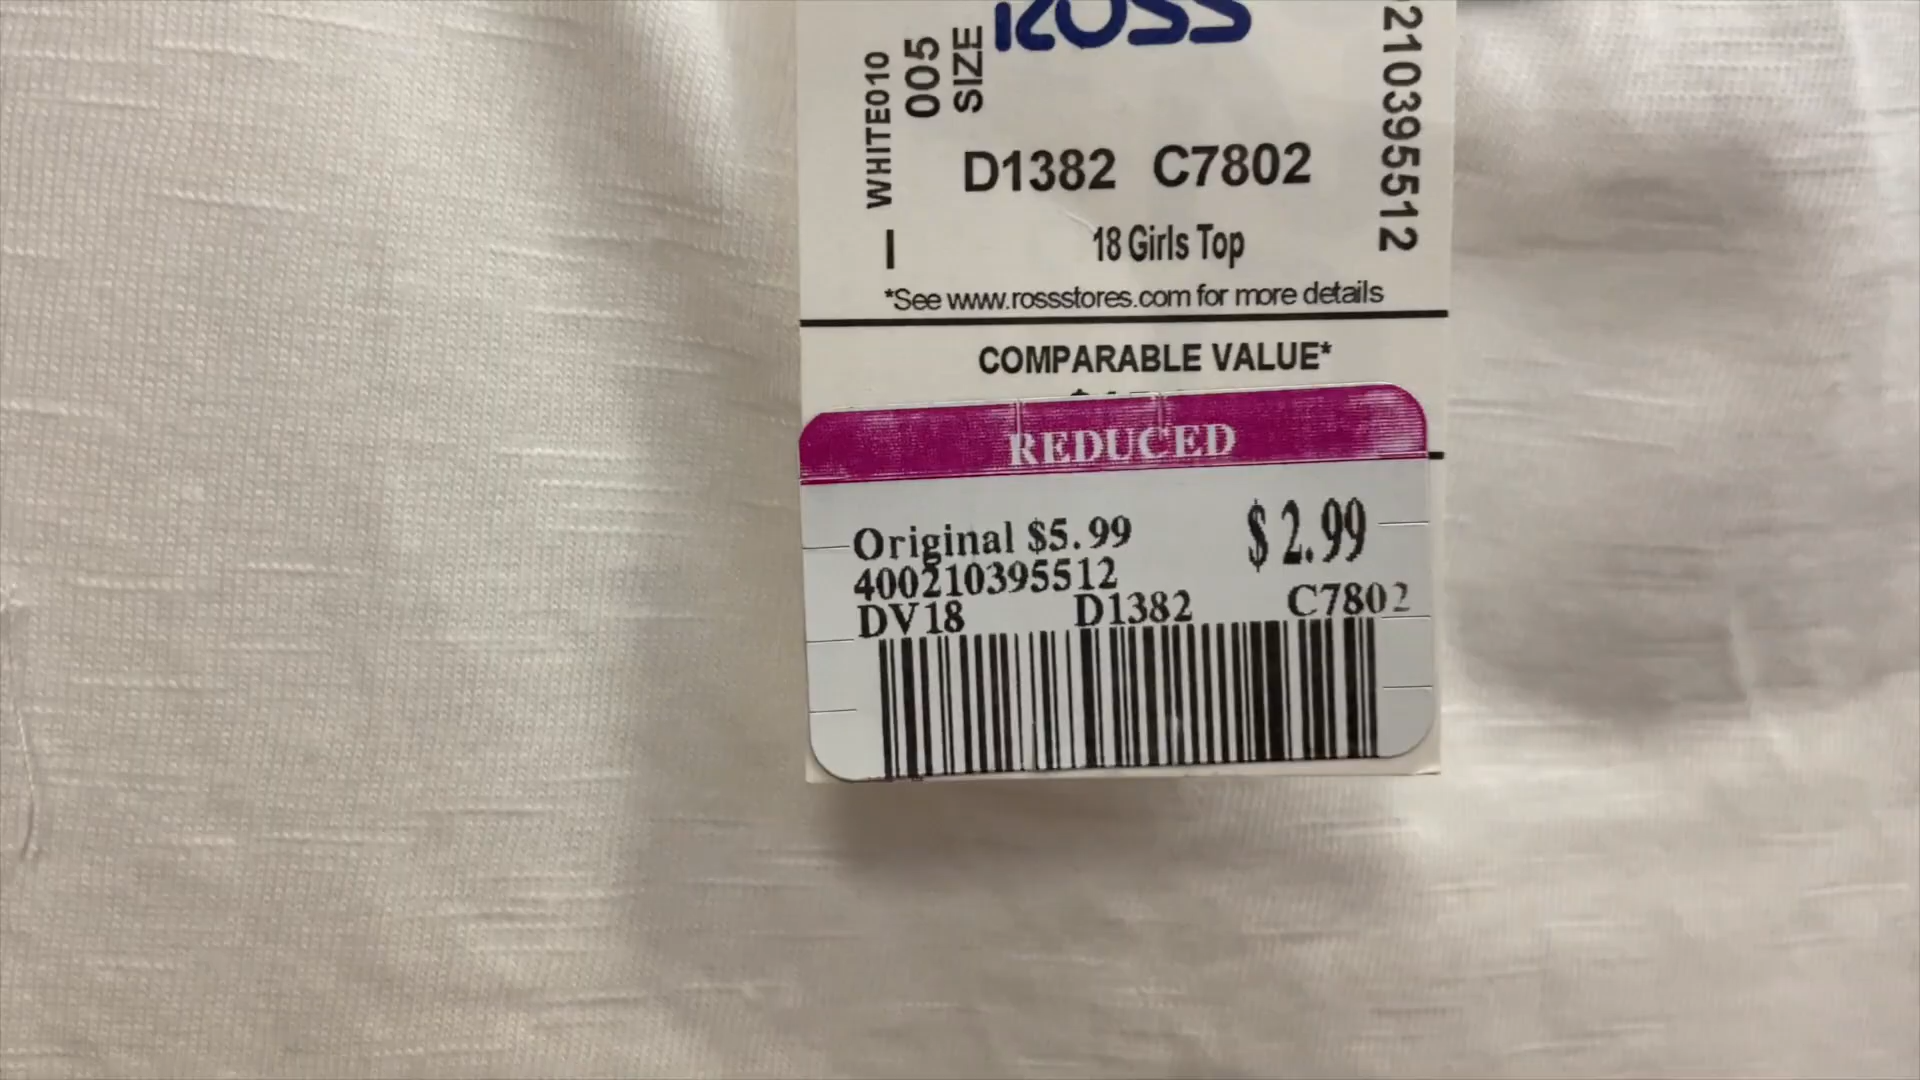 ROSS
WHITE010
005
SIZE
D1382 C7802
18 Girls Top
I
210395512
*See www.rossstores.com for more details
COMPARABLE VALUE*
REDUCED
Original $5.99
$2.99
400210395512
DV18 D1382 C7802